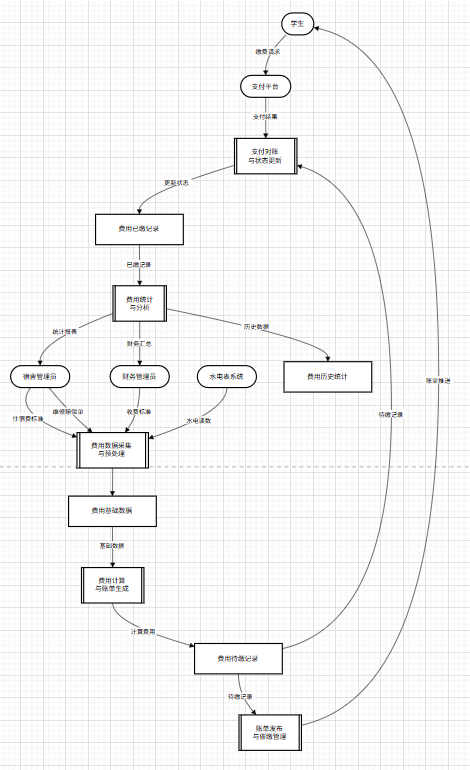 学生
缴费请求
支付平台
支付结果
支付对账
与状态更新
更新状态
费用已缴记录
已缴记录
费用统计
与分析
统计报表
财务汇总
历史数据
宿舍管理员
财务管理员
水电表系统
费用历史统计
账单推送
住宿费标准
维修赔偿单
收费标准
水电读数
待缴记录
费用数据采集
与预处理
费用基础数据
基础数据
费用计算
与账单生成
计算费用
费用待缴记录
待缴记录
账单发布
与催缴管理